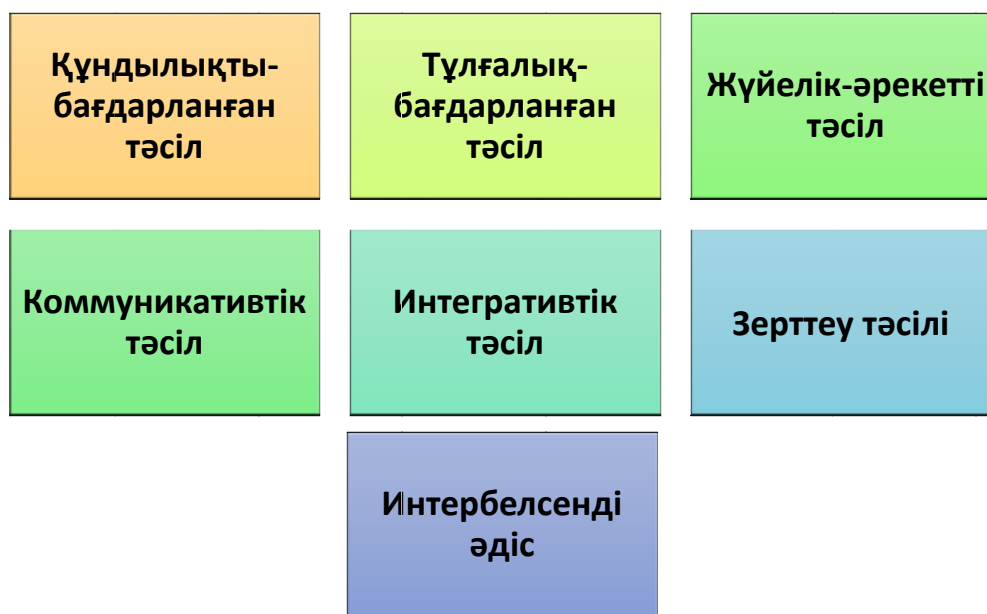 Құндылықты-
бағдарланған
тәсіл
Тұлғалық-
бағдарланған
тәсіл
Жүйелік-әрекетті
тәсіл
Коммуникативтік
тәсіл
Интегративтік
тәсіл
Зерттеу тәсілі
Интербелсенді
әдіс